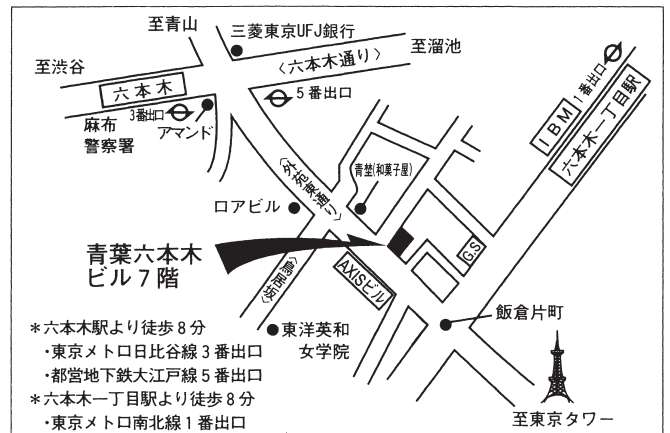 至青山
三菱東京UFJ銀行
〈六本木通り〉
至溜池
至渋谷
六本木
3番出口
5番出口
アマンド
麻布
警察署
IBM
1番出口
六本木一丁目駅
青埜(和菓子屋)
〈外苑東通り〉
ロアビル
青葉六本木
ビル7階
G.S
AXISビル
〈鳥居坂〉
飯倉片町
東洋英和
女学院
＊六本木駅より徒歩8分
・東京メトロ日比谷線3番出口
・都営地下鉄大江戸線5番出口
＊六本木一丁目駅より徒歩8分
・東京メトロ南北線1番出口
至東京タワー